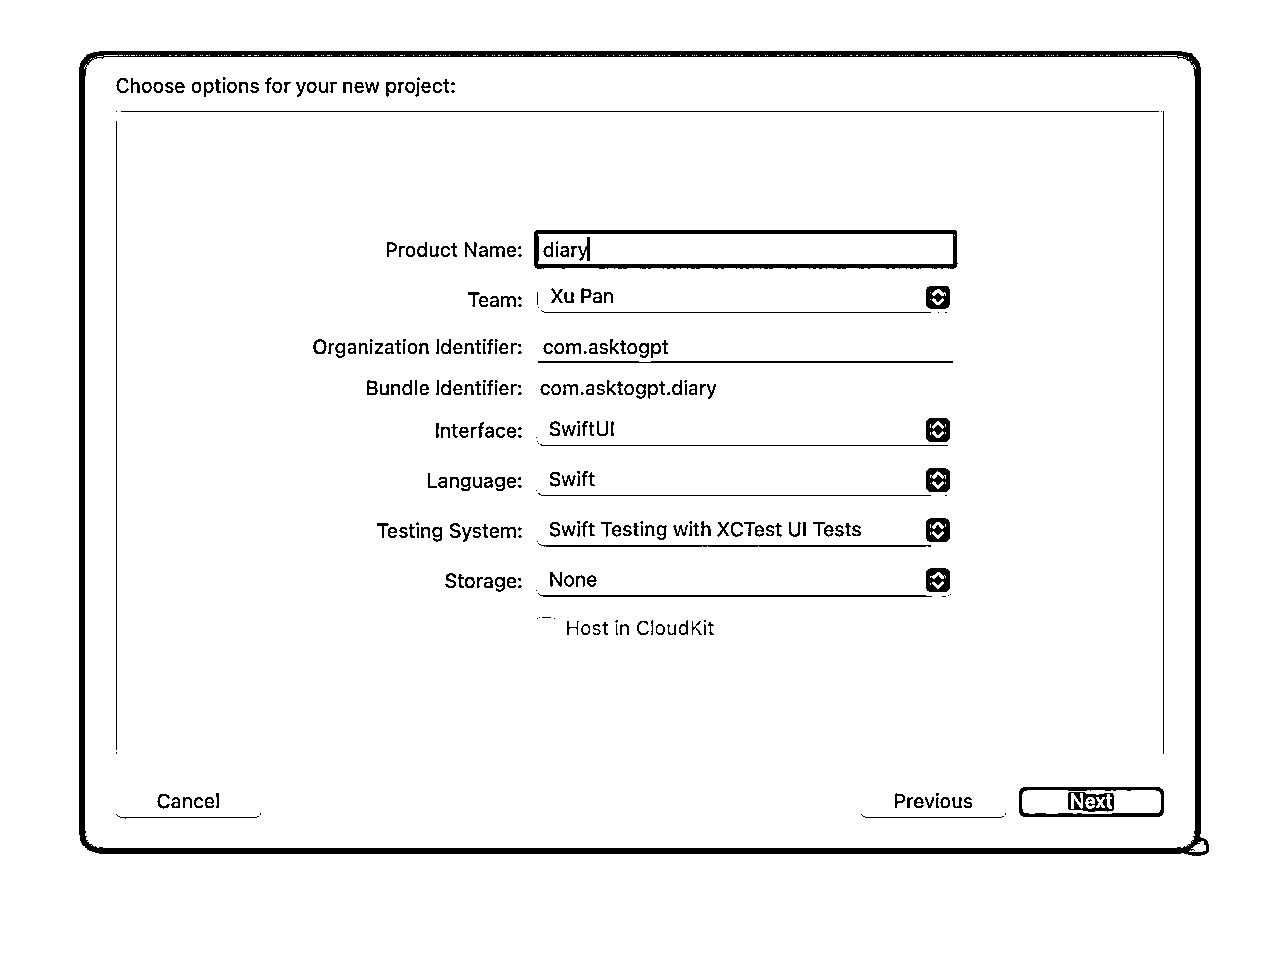 Choose options for your new project:
Product Name: diary
Team: Xu Pan
Organization Identifier: com.asktogpt
Bundle Identifier: com.asktogpt.diary
Interface: SwiftUI
Language: Swift
Testing System: Swift Testing with XCTest UI Tests
Storage: None
Host in CloudKit
Cancel Previous Next